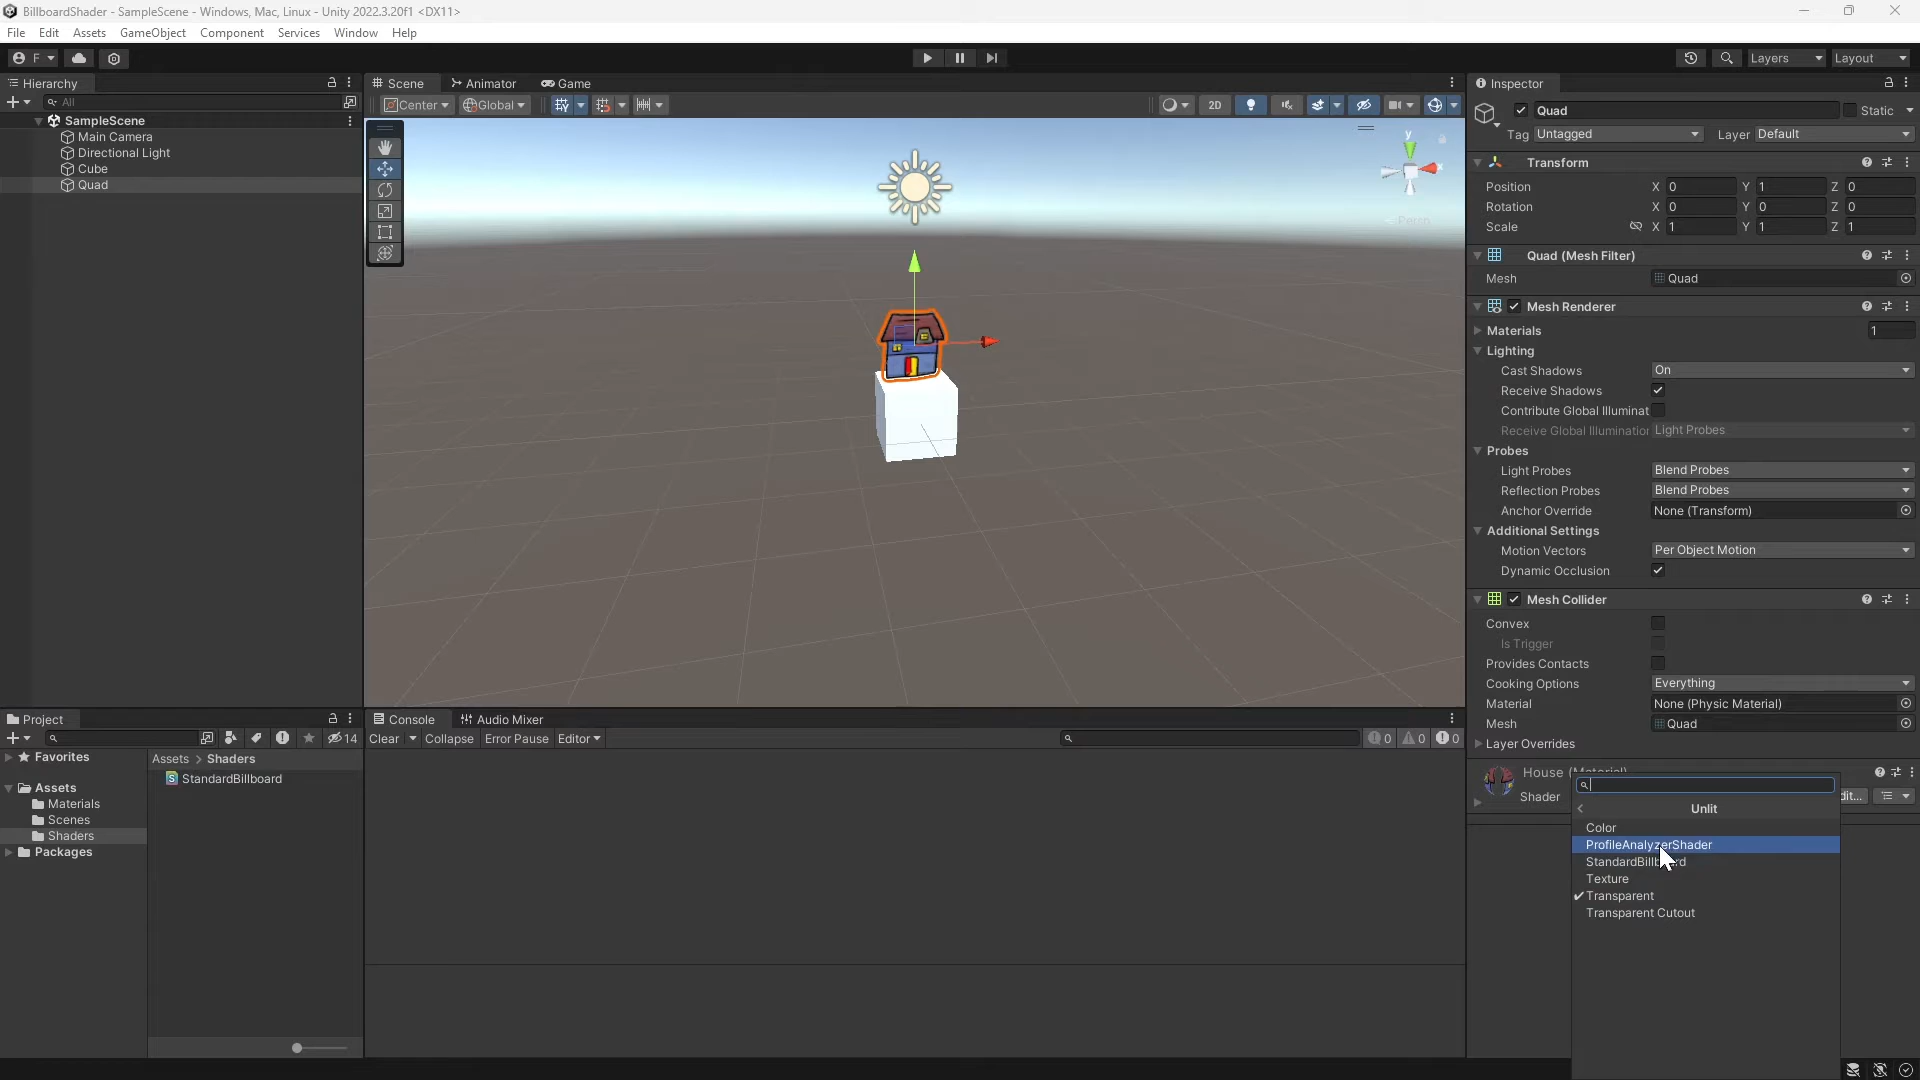 BillboardShader - SampleScene - Windows, Mac, Linux - Unity 2022.3.20f1 <DX11>
File Edit Assets GameObject Component Services Window Help
F Layers Layout
Hierarchy
All
SampleScene
Main Camera
Directional Light
Cube
Quad
Scene Animator Game
Center Global 2D
y
Persp
Inspector
Quad Static
Tag Untagged Layer Default
Transform
Position X 0 Y 1 Z 0
Rotation X 0 Y 0 Z 0
Scale X 1 Y 1 Z 1
Quad (Mesh Filter)
Mesh Quad
Mesh Renderer
Materials 1
Lighting
Cast Shadows On
Receive Shadows
Contribute Global Illuminat
Receive Global Illumination Light Probes
Probes
Light Probes Blend Probes
Reflection Probes Blend Probes
Anchor Override None (Transform)
Additional Settings
Motion Vectors Per Object Motion
Dynamic Occlusion
Mesh Collider
Convex
Is Trigger
Provides Contacts
Cooking Options Everything
Material None (Physic Material)
Mesh Quad
Layer Overrides
House (Material)
Shader dit...
Unlit
Color
ProfileAnalyzerShader
StandardBillboard
Texture
Transparent
Transparent Cutout
Project
14
Favorites
Assets
Materials
Scenes
Shaders
Packages
Assets > Shaders
StandardBillboard
Console Audio Mixer
Clear Collapse Error Pause Editor 0 0 0